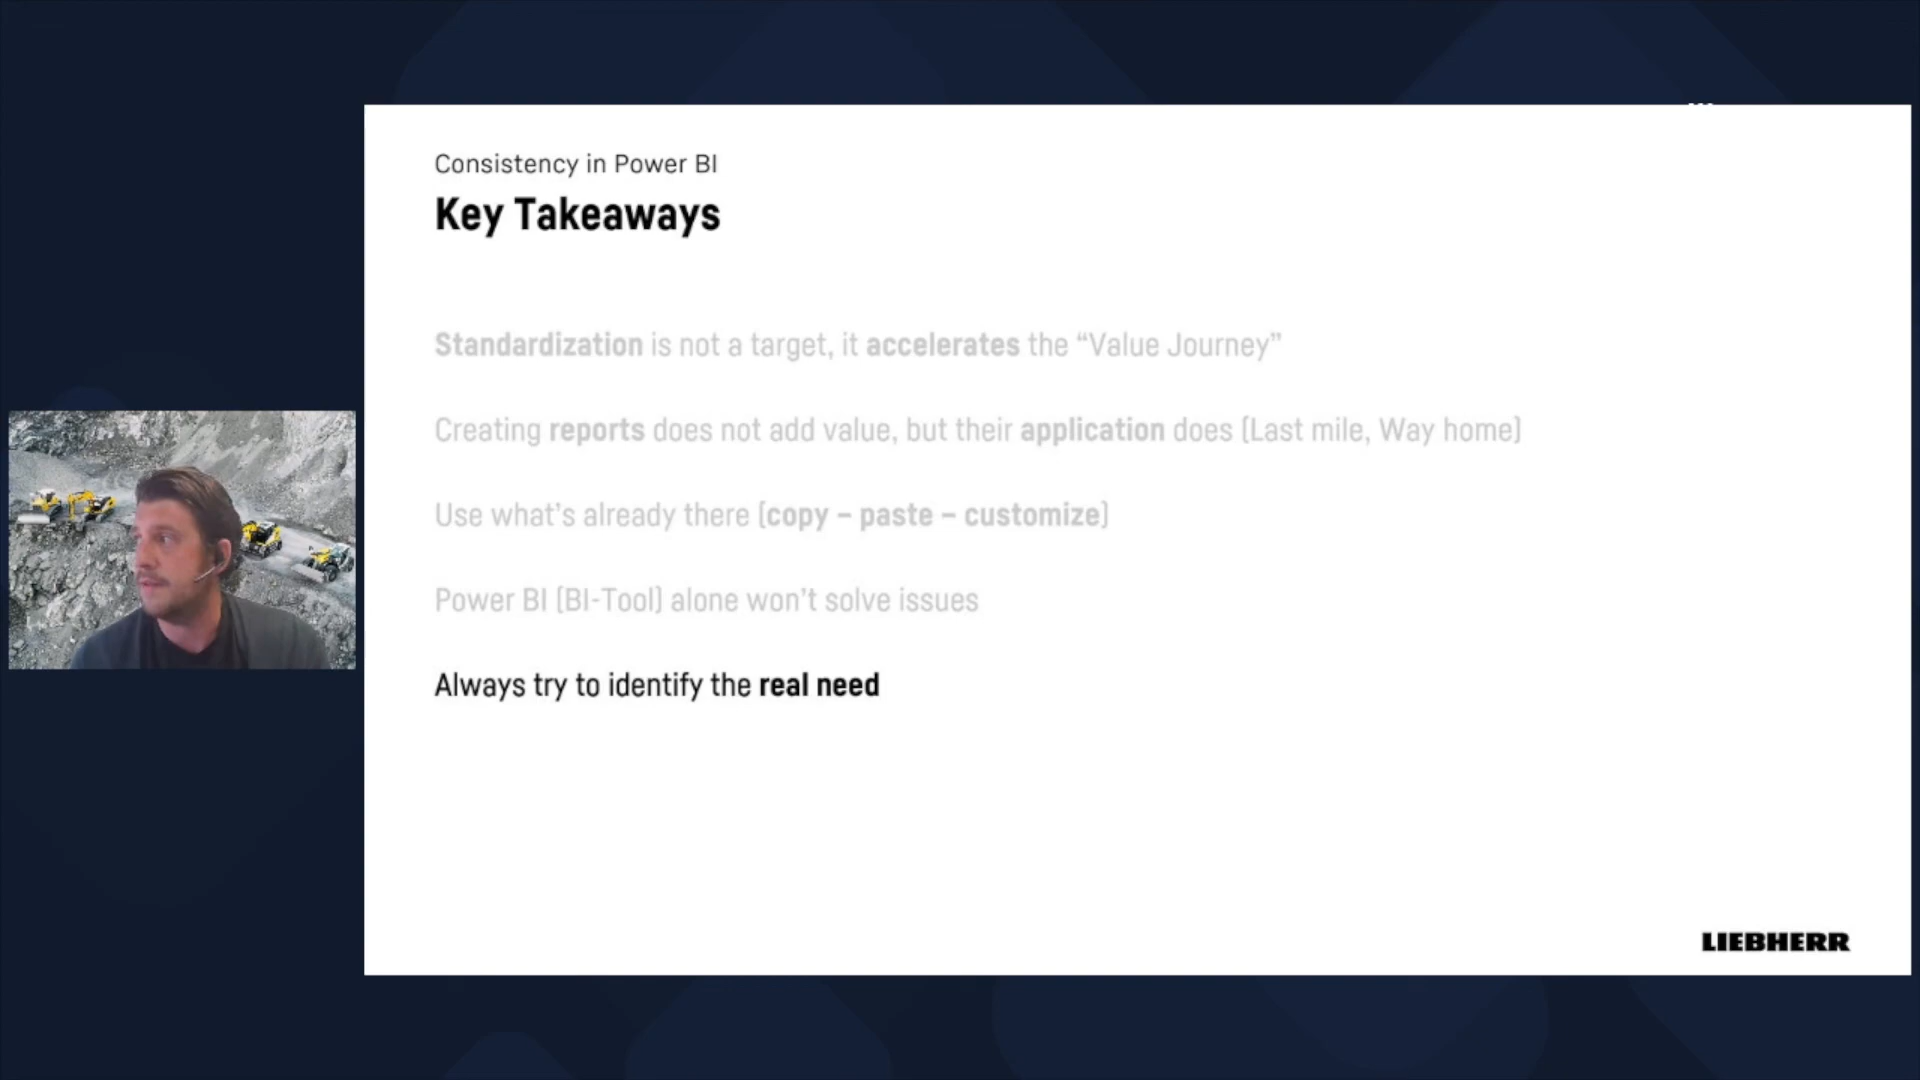 Consistency in Power BI
Key Takeaways
Standardization is not a target, it accelerates the “Value Journey”
Creating reports does not add value, but their application does (Last mile, Way home)
Use what’s already there (copy – paste – customize)
Power BI (BI-Tool) alone won’t solve issues
Always try to identify the real need
LIEBHERR